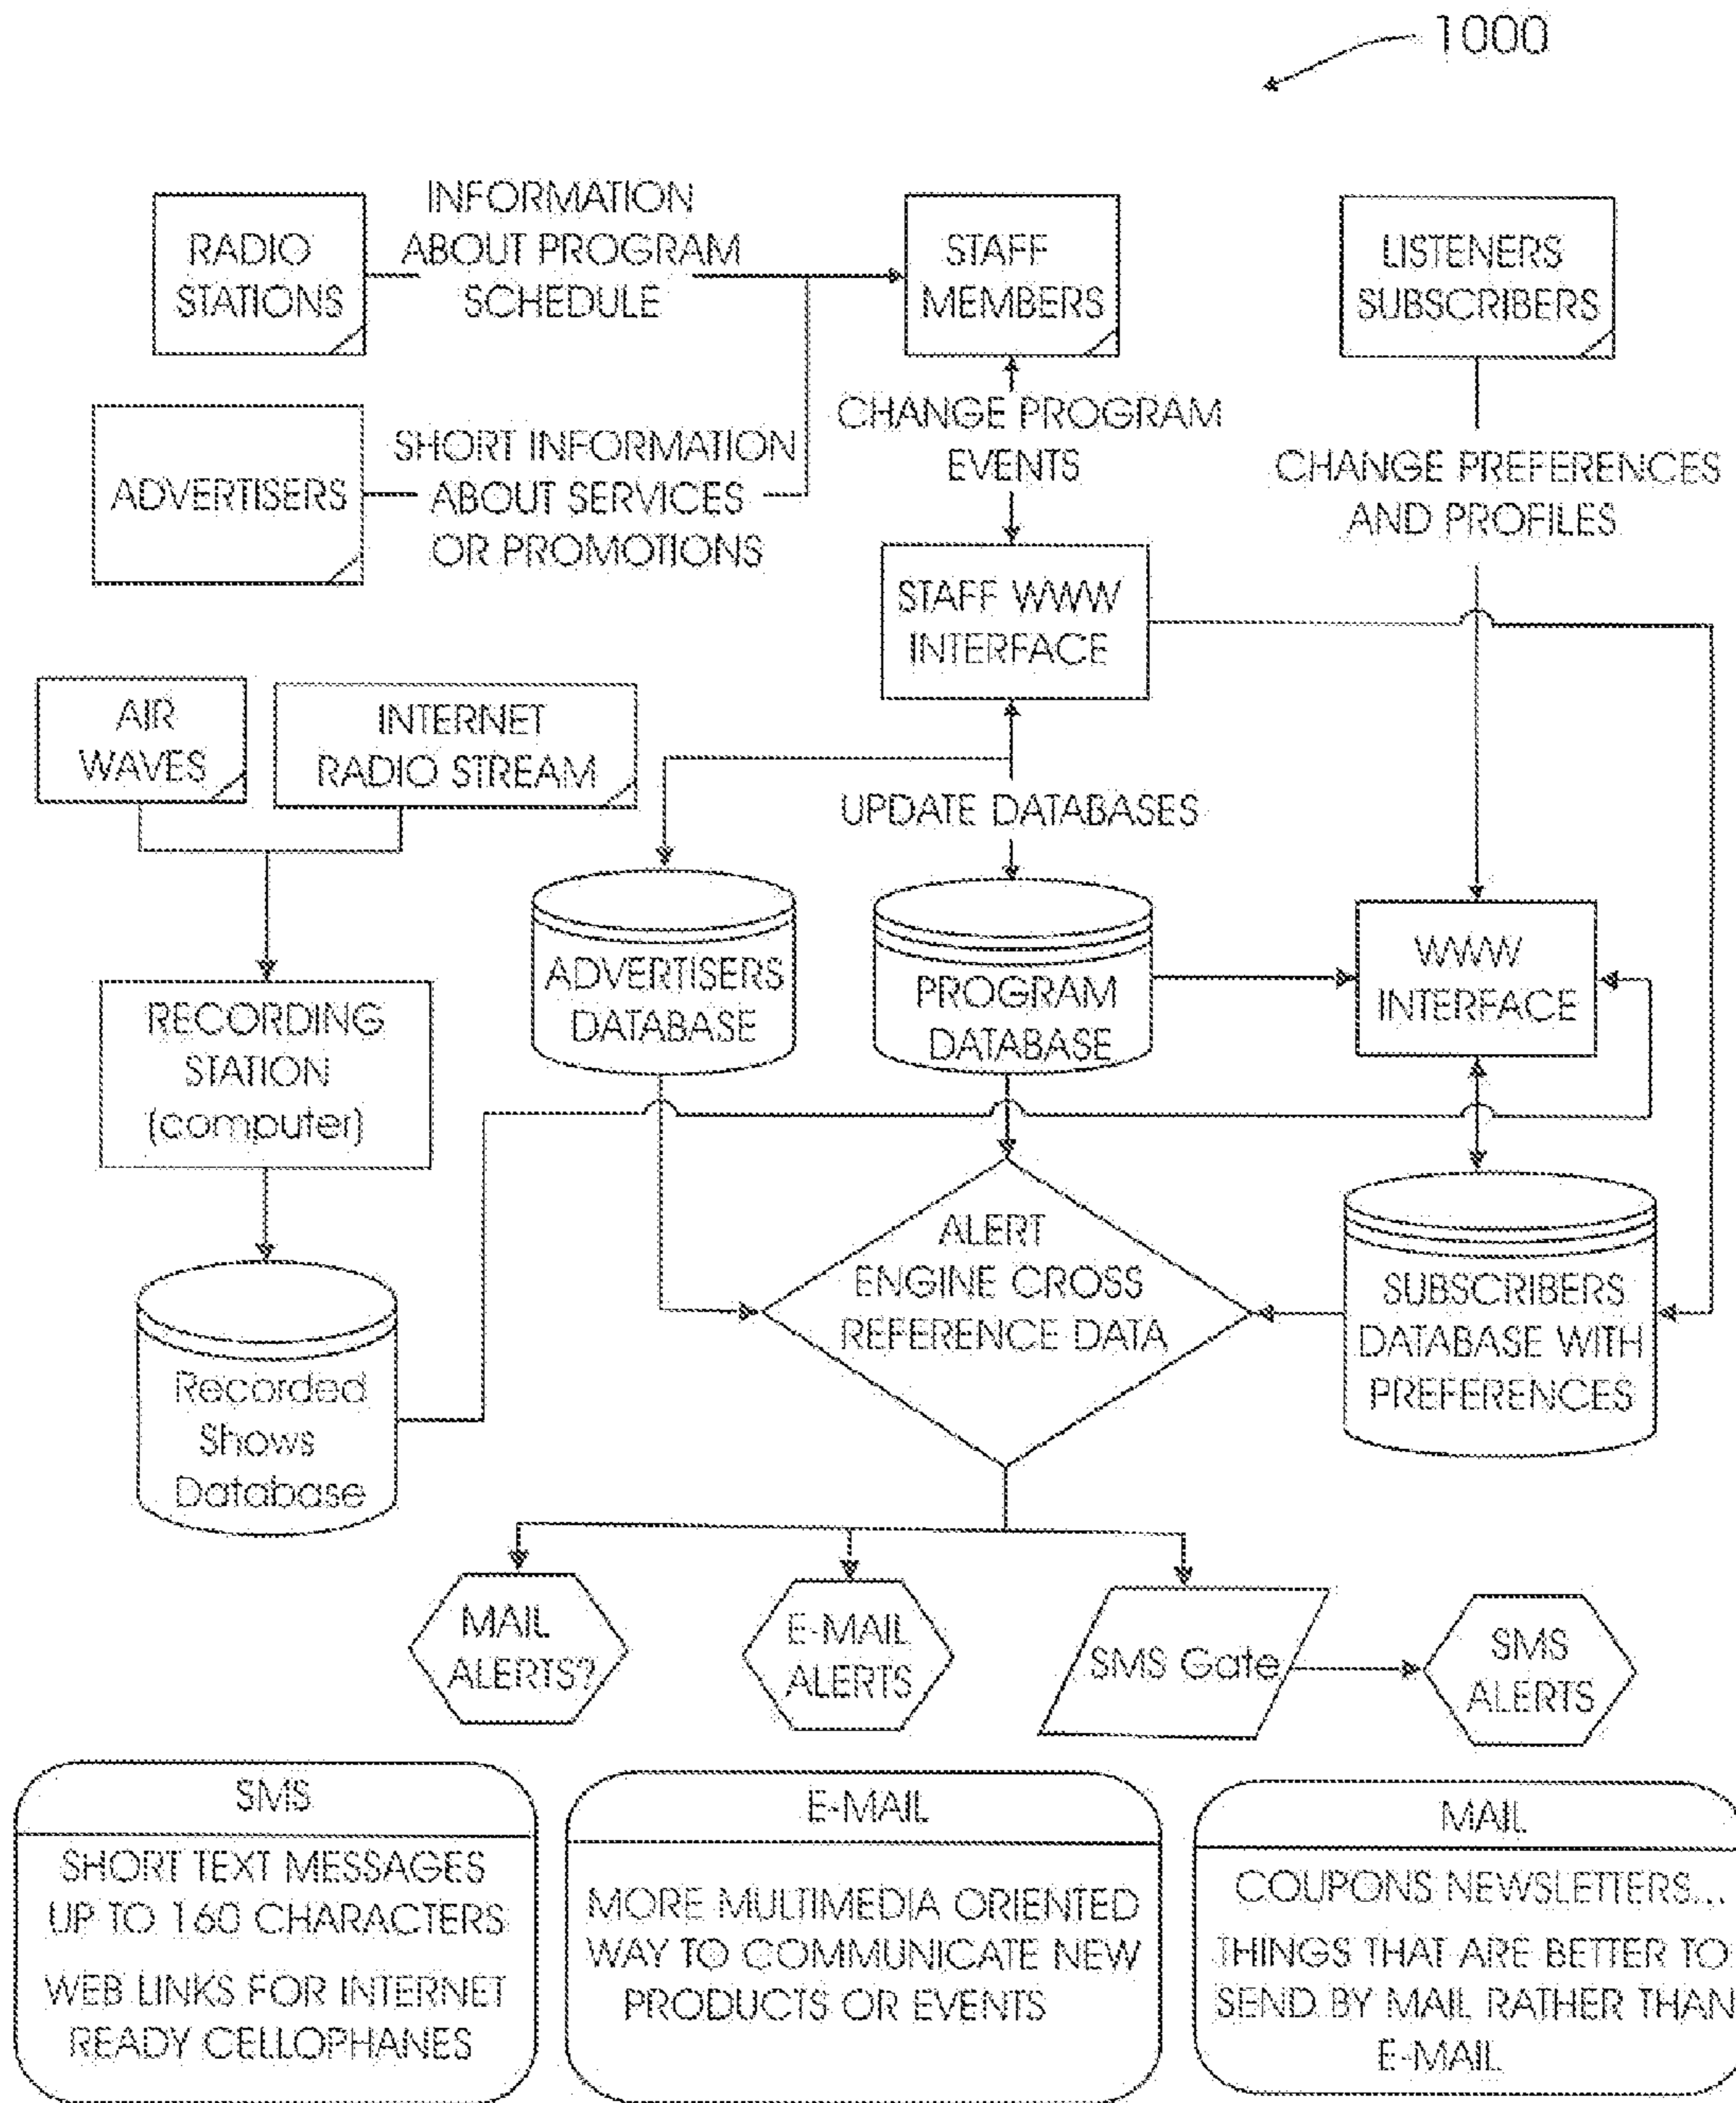 1000
RADIO
STATIONS
INFORMATION
ABOUT PROGRAM
SCHEDULE
STAFF
MEMBERS
LISTENERS
SUBSCRIBERS
ADVERTISERS
SHORT INFORMATION
ABOUT SERVICES
OR PROMOTIONS
CHANGE PROGRAM
EVENTS
CHANGE PREFERENCES
AND PROFILES
STAFF WWW
INTERFACE
AIR
WAVES
INTERNET
RADIO STREAM
UPDATE DATABASES
RECORDING
STATION
(computer)
ADVERTISERS
DATABASE
PROGRAM
DATABASE
WWW
INTERFACE
ALERT
ENGINE CROSS
REFERENCE DATA
SUBSCRIBERS
DATABASE WITH
PREFERENCES
Recorded
Shows
Database
MAIL
ALERTS?
E-MAIL
ALERTS
SMS Gate
SMS
ALERTS
SMS
SHORT TEXT MESSAGES
UP TO 160 CHARACTERS
WEB LINKS FOR INTERNET
READY CELLOPHANES
E-MAIL
MORE MULTIMEDIA ORIENTED
WAY TO COMMUNICATE NEW
PRODUCTS OR EVENTS
MAIL
COUPONS NEWSLETTERS...
THINGS THAT ARE BETTER TO
SEND BY MAIL RATHER THAN
E-MAIL